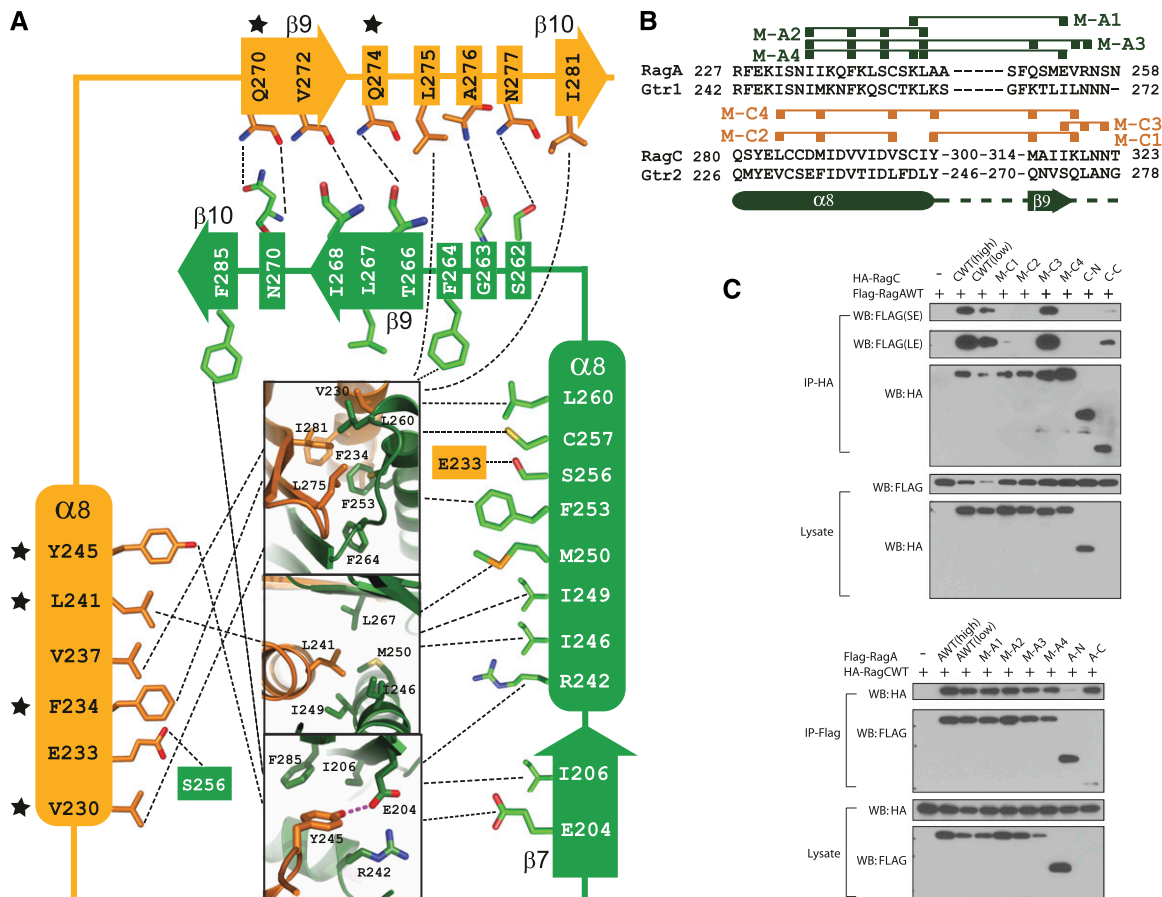 A
β9
β10
Q270
V272
Q274
L275
A276
N277
I281
β10
F285
N270
I268
L267
T266
F264
G263
S262
β9
α8
L260
C257
S256
F253
M250
I249
I246
R242
I206
E204
β7
E233
α8
Y245
L241
V237
F234
E233
V230
S256
V230
L260
I281
F234
L275
F253
F264
L267
L241
M250
I246
I249
F285
I206
E204
Y245
R242
B
M-A1
M-A2
M-A3
M-A4
RagA 227 RFEKISNIIKQFKLSCSKLAA------SFQSMEVRNSN 258
Gtr1 242 RFEKISNIMKNFKQSCTKLKS------GFKTLILNNN- 272
M-C4
M-C3
M-C2
M-C1
RagC 280 QSYELCCDMIDVVIDVSCIY-300-314-MAIIKLNNT 323
Gtr2 226 QMYEVCSEFIDVTIDLFDLY-246-270-QNVSQLANG 278
α8
β9
C
HA-RagC - CWT(high) CWT(low) M-C1 M-C2 M-C3 M-C4 C-N C-C
Flag-RagAWT + + + + + + + + +
IP-HA
WB:FLAG(SE)
WB:FLAG(LE)
WB:HA
Lysate
WB:FLAG
WB:HA
Flag-RagA - AWT(high) AWT(low) M-A1 M-A2 M-A3 M-A4 A-N A-C
HA-RagCWT + + + + + + + + +
IP-Flag
WB:HA
WB:FLAG
Lysate
WB:HA
WB:FLAG